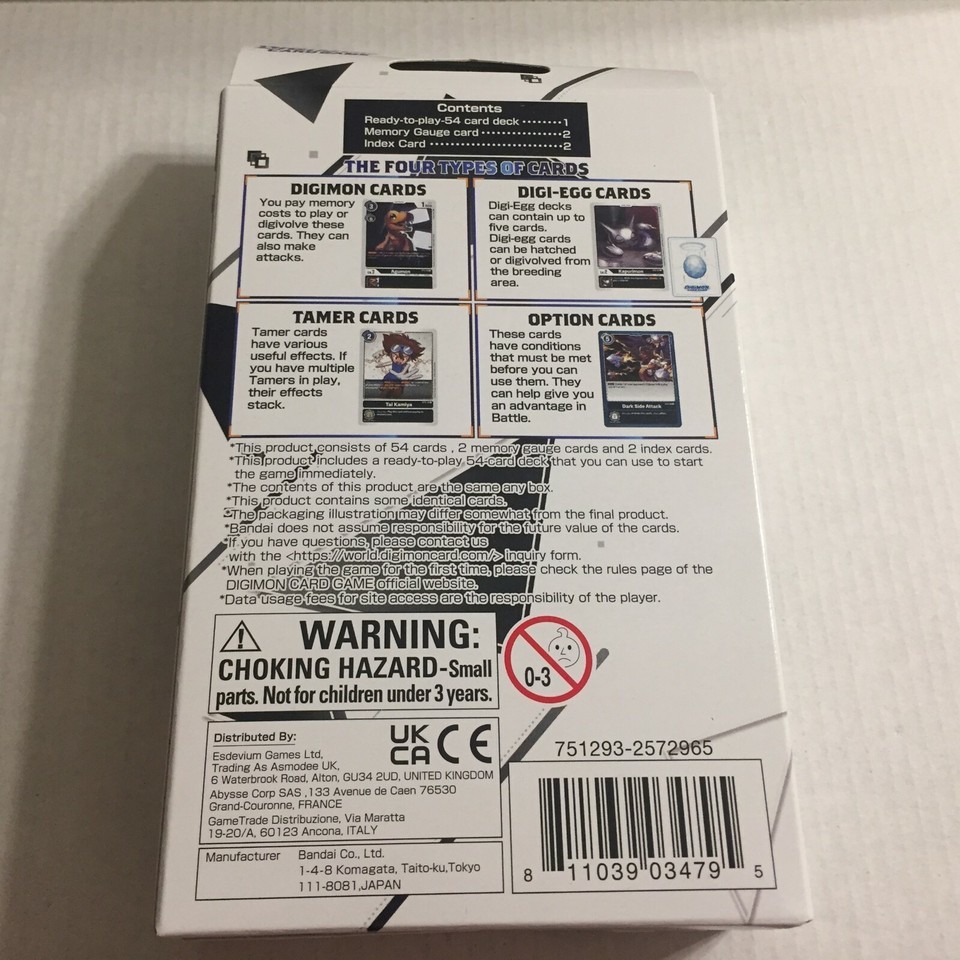 Contents
Ready-to-play-54 card deck ········1
Memory Gauge card ············2
Index Card ···················2
THE FOUR TYPES OF CARDS
DIGIMON CARDS
You pay memory
costs to play or
digivolve these
cards. They can
also make
attacks.
Agumon
DIGI-EGG CARDS
Digi-Egg decks
can contain up to
five cards.
Digi-egg cards
can be hatched
or digivolved from
the breeding
area.
Kapurimon
TAMER CARDS
Tamer cards
have various
useful effects. If
you have multiple
Tamers in play,
their effects
stack.
Tai Kamiya
OPTION CARDS
These cards
have conditions
that must be met
before you can
use them. They
can help give you
an advantage in
Battle.
Dark Side Attack
*This product consists of 54 cards , 2 memory gauge cards and 2 index cards.
*This product includes a ready-to-play 54-card deck that you can use to start
the game immediately.
*The contents of this product are the same any box.
*This product contains some identical cards.
*The packaging illustration may differ somewhat from the final product.
*Bandai does not assume responsibility for the future value of the cards.
*If you have questions, please contact us
with the <https://world.digimoncard.com/> inquiry form.
*When playing the game for the first time, please check the rules page of the
DIGIMON CARD GAME official website.
*Data usage fees for site access are the responsibility of the player.
WARNING:
CHOKING HAZARD-Small
parts. Not for children under 3 years.
0-3
Distributed By:
Esdevium Games Ltd,
Trading As Asmodee UK,
6 Waterbrook Road, Alton, GU34 2UD, UNITED KINGDOM
Abysse Corp SAS ,133 Avenue de Caen 76530
Grand-Couronne, FRANCE
GameTrade Distribuzione, Via Maratta
19-20/A, 60123 Ancona, ITALY
UK
CA CE
Manufacturer Bandai Co., Ltd.
1-4-8 Komagata, Taito-ku,Tokyo
111-8081,JAPAN
751293-2572965
8 11039 03479 5